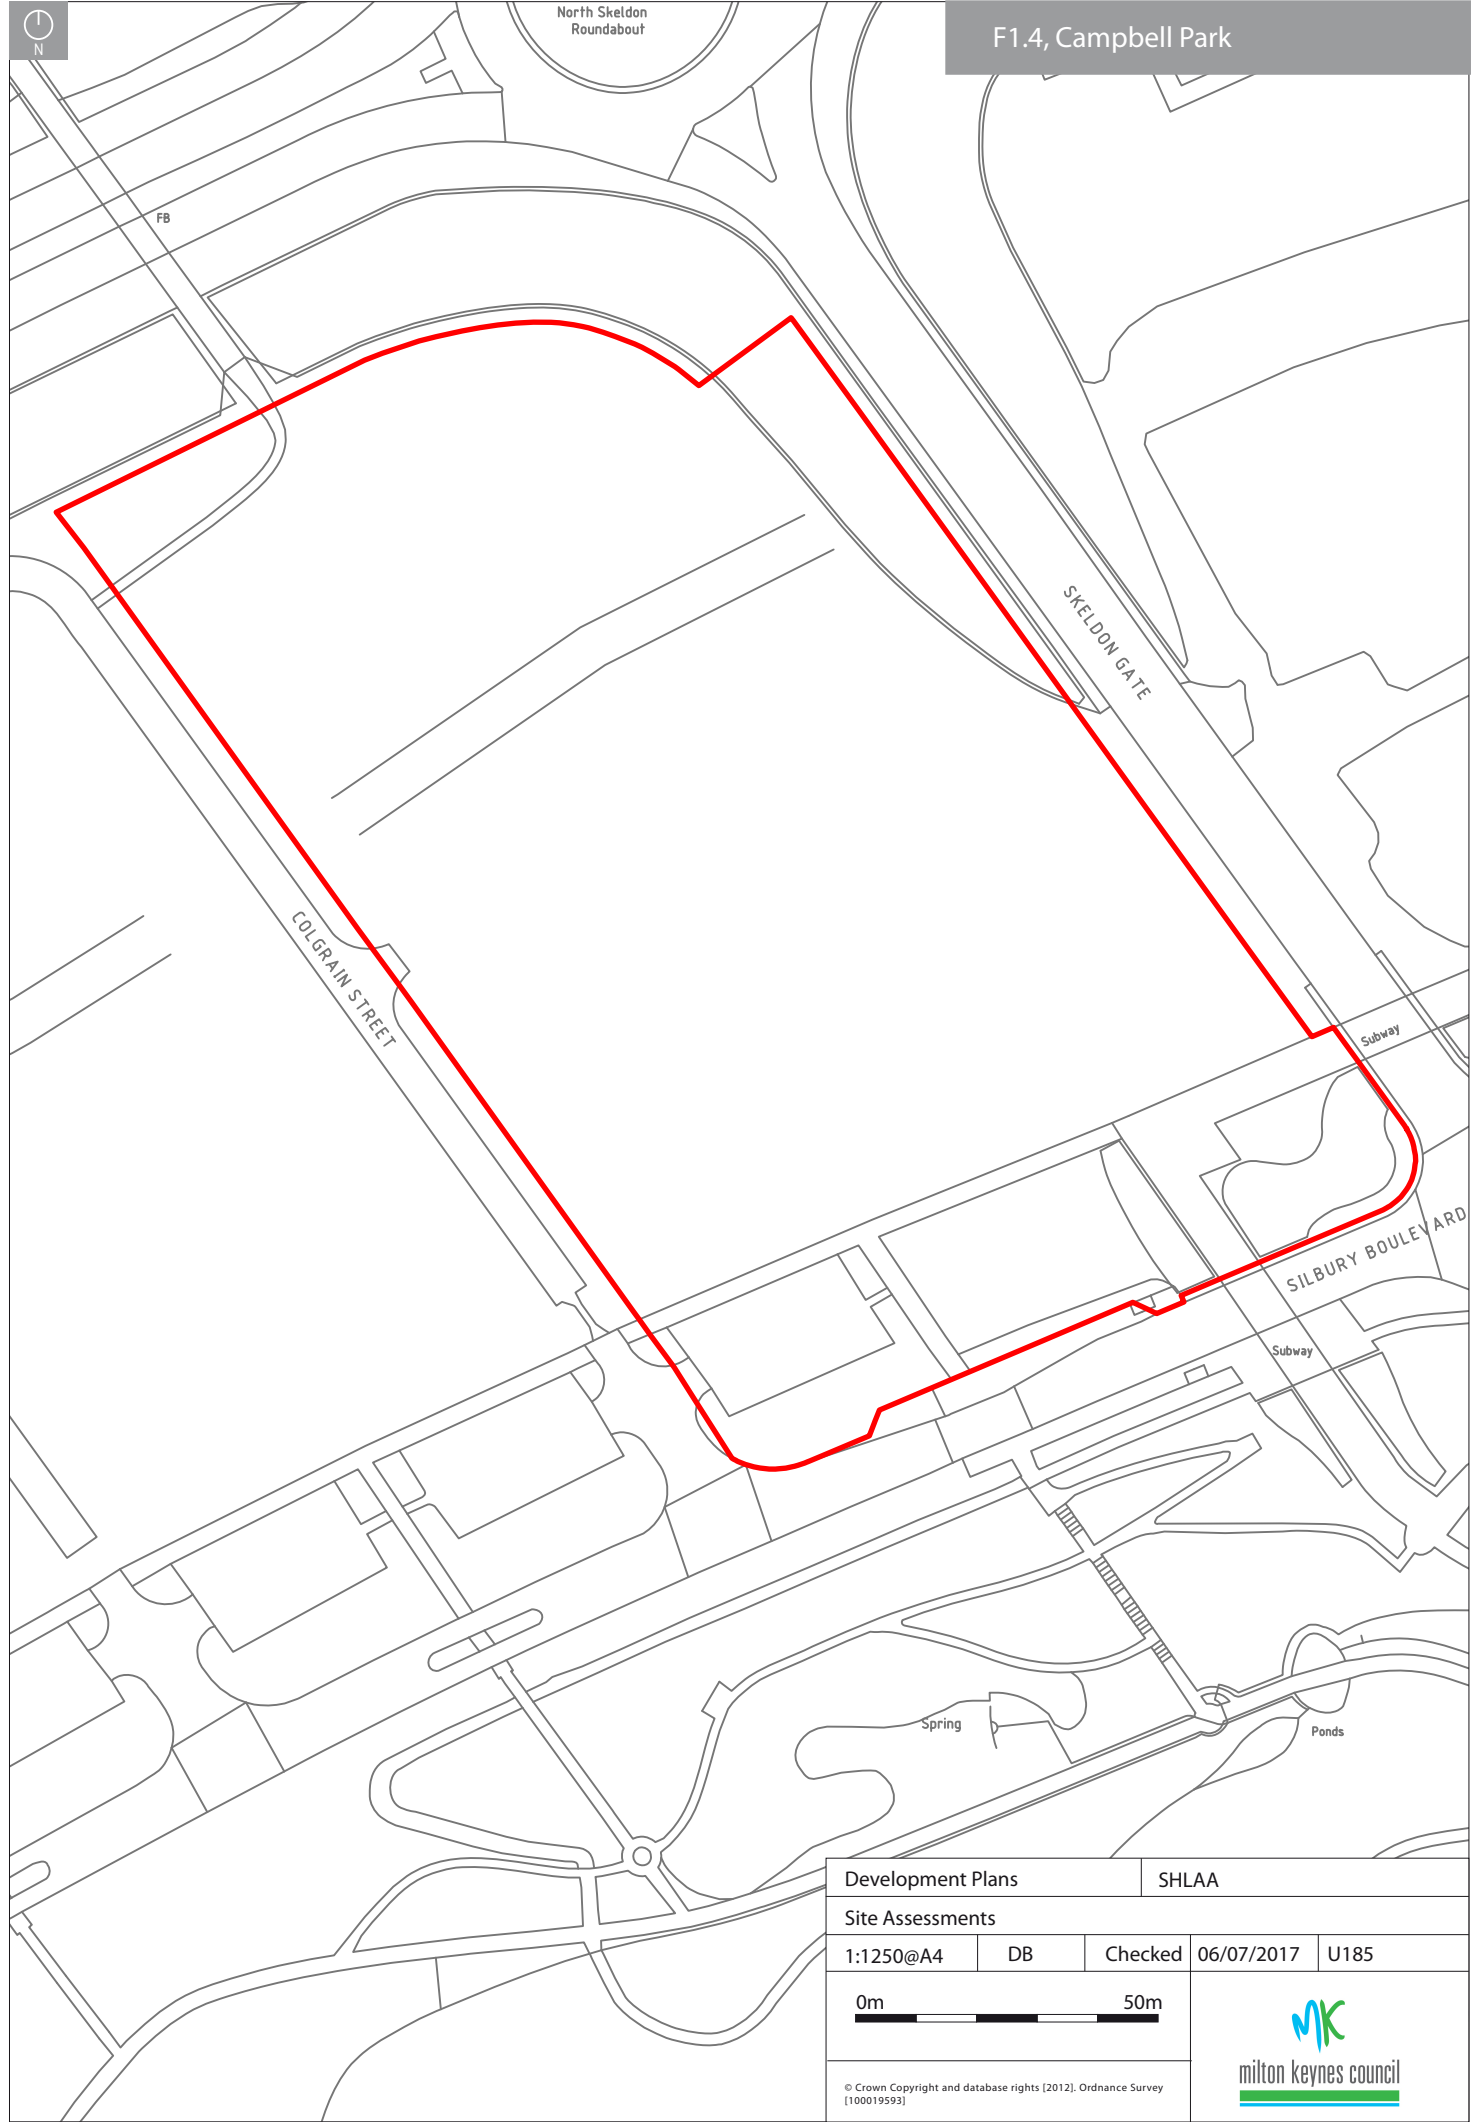 N
North Skeldon
Roundabout
F1.4, Campbell Park
FB
SKELDON GATE
COLGRAIN STREET
Subway
SILBURY BOULEVARD
Subway
Spring
Ponds
Development Plans
SHLAA
Site Assessments
1:1250@A4
DB
Checked
06/07/2017
U185
0m
50m
MK
milton keynes council
© Crown Copyright and database rights [2012]. Ordnance Survey
[100019593]